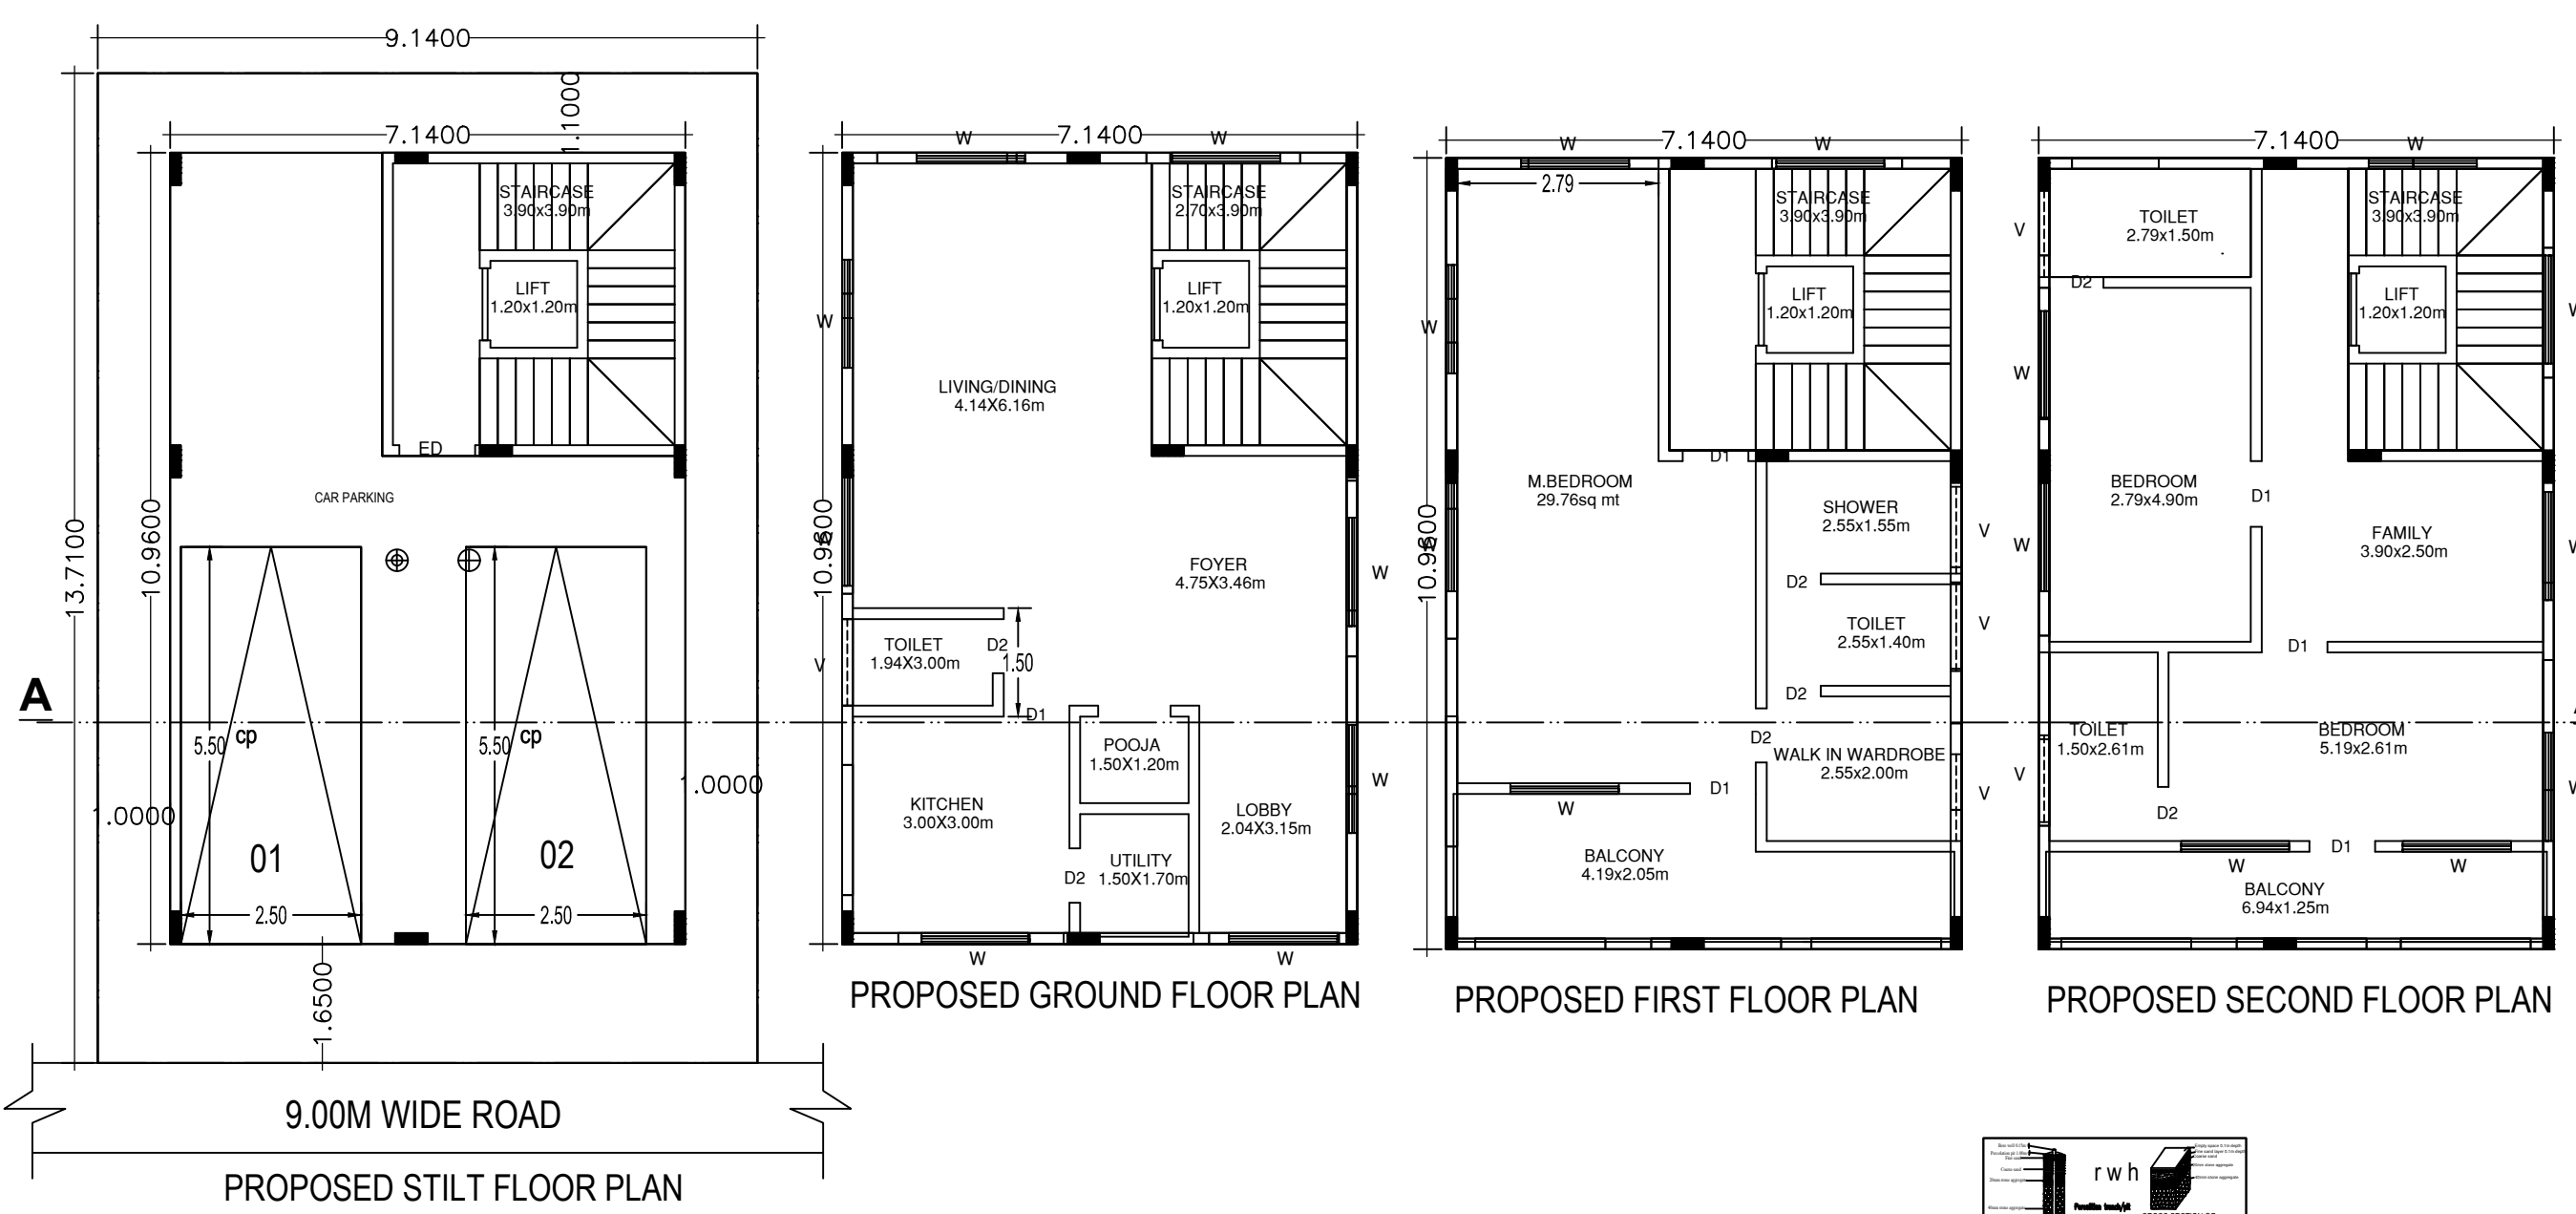 9.1400
1.1000
7.1400
STAIRCASE
3.90x3.90m
LIFT
1.20x1.20m
ED
CAR PARKING
13.7100
10.9600
A
5.50
cp
5.50
cp
1.0000
1.0000
01
02
2.50
2.50
1.6500
9.00M WIDE ROAD
PROPOSED STILT FLOOR PLAN
W
7.1400
W
STAIRCASE
2.70x3.90m
LIFT
1.20x1.20m
W
LIVING/DINING
4.14X6.16m
10.9600
W
FOYER
4.75X3.46m
W
TOILET
1.94X3.00m
D2
1.50
V
D1
POOJA
1.50X1.20m
W
KITCHEN
3.00X3.00m
LOBBY
2.04X3.15m
UTILITY
1.50X1.70m
D2
W
W
PROPOSED GROUND FLOOR PLAN
W
7.1400
W
2.79
STAIRCASE
3.90x3.90m
LIFT
1.20x1.20m
W
D1
M.BEDROOM
29.76sq mt
10.9600
W
SHOWER
2.55x1.55m
V
D2
TOILET
2.55x1.40m
V
D2
D2
WALK IN WARDROBE
2.55x2.00m
D1
V
W
BALCONY
4.19x2.05m
PROPOSED FIRST FLOOR PLAN
7.1400
W
STAIRCASE
3.90x3.90m
TOILET
2.79x1.50m
V
D2
LIFT
1.20x1.20m
W
W
BEDROOM
2.79x4.90m
D1
FAMILY
3.90x2.50m
W
W
D1
TOILET
1.50x2.61m
BEDROOM
5.19x2.61m
V
W
D2
D1
W
W
BALCONY
6.94x1.25m
PROPOSED SECOND FLOOR PLAN
r w h